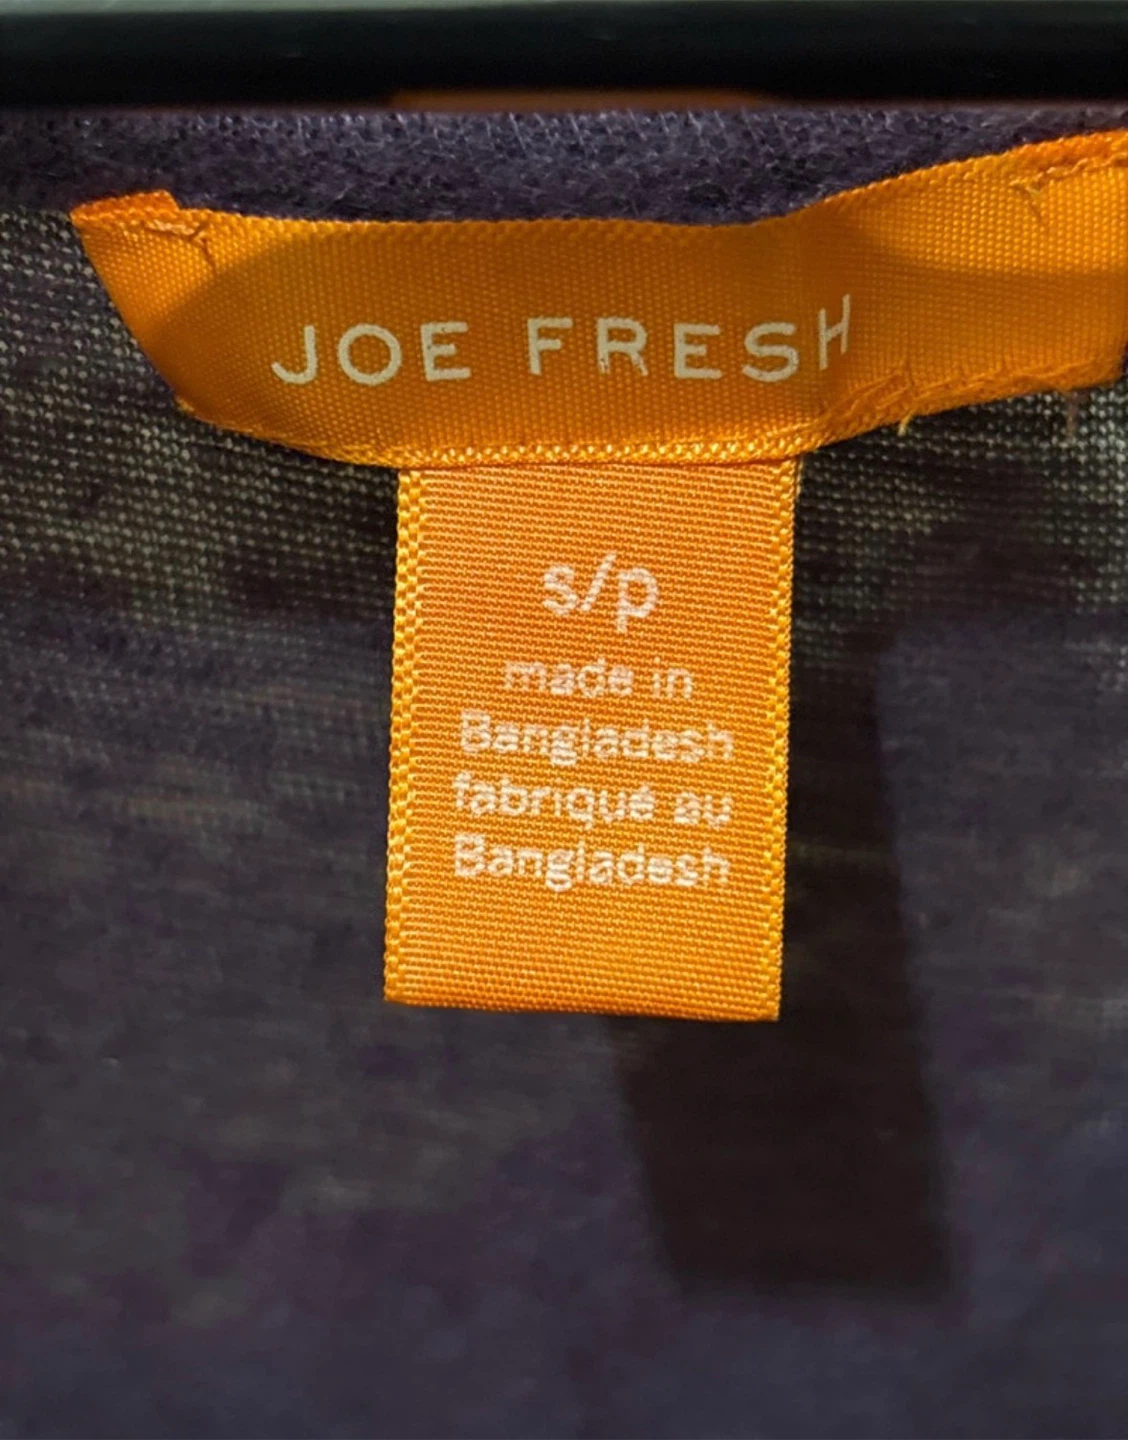 JOE FRESH
s/p
made in
Bangladesh
fabriqué au
Bangladesh